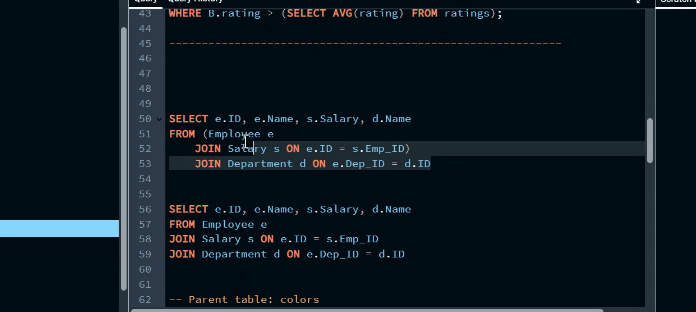 43 WHERE B.rating > (SELECT AVG(rating) FROM ratings);
44
45 ------------------------------------------------------------
46
47
48
49
50 SELECT e.ID, e.Name, s.Salary, d.Name
51 FROM (Employee e
52 JOIN Salary s ON e.ID = s.Emp_ID)
53 JOIN Department d ON e.Dep_ID = d.ID
54
55
56 SELECT e.ID, e.Name, s.Salary, d.Name
57 FROM Employee e
58 JOIN Salary s ON e.ID = s.Emp_ID
59 JOIN Department d ON e.Dep_ID = d.ID
60
61
62 -- Parent table: colors